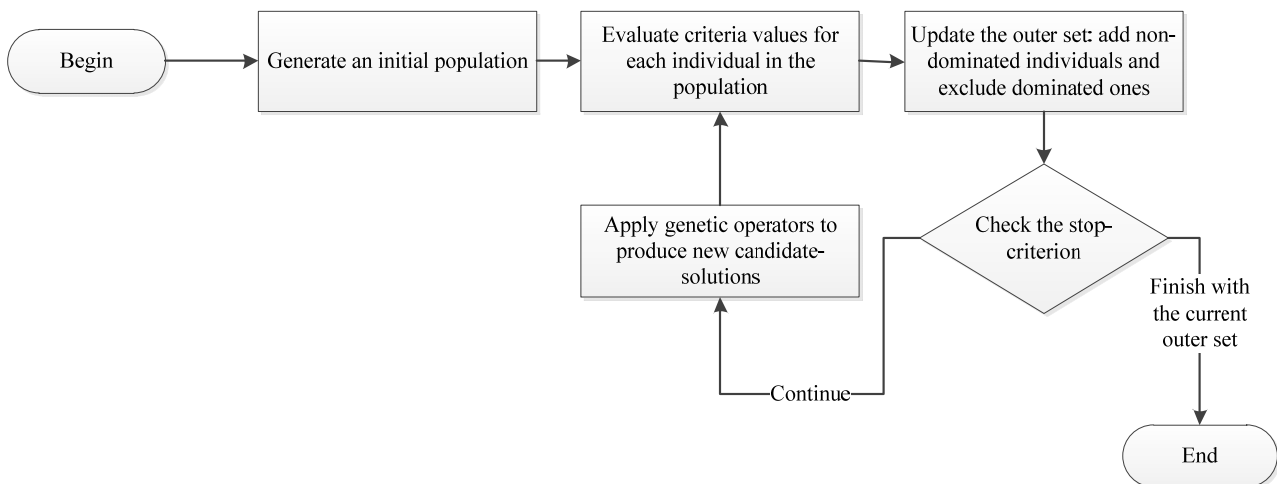 Begin
Generate an initial population
Evaluate criteria values for
each individual in the
population
Update the outer set: add non-
dominated individuals and
exclude dominated ones
Apply genetic operators to
produce new candidate-
solutions
Check the stop-
criterion
Continue
Finish with
the current
outer set
End